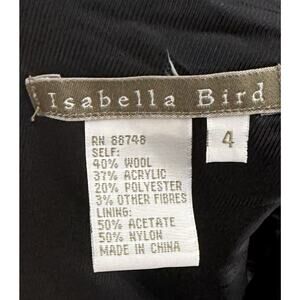 Isabella Bird
4
RN 88748
SELF:
40% WOOL
37% ACRYLIC
20% POLYESTER
3% OTHER FIBRES
LINING:
50% ACETATE
50% NYLON
MADE IN CHINA